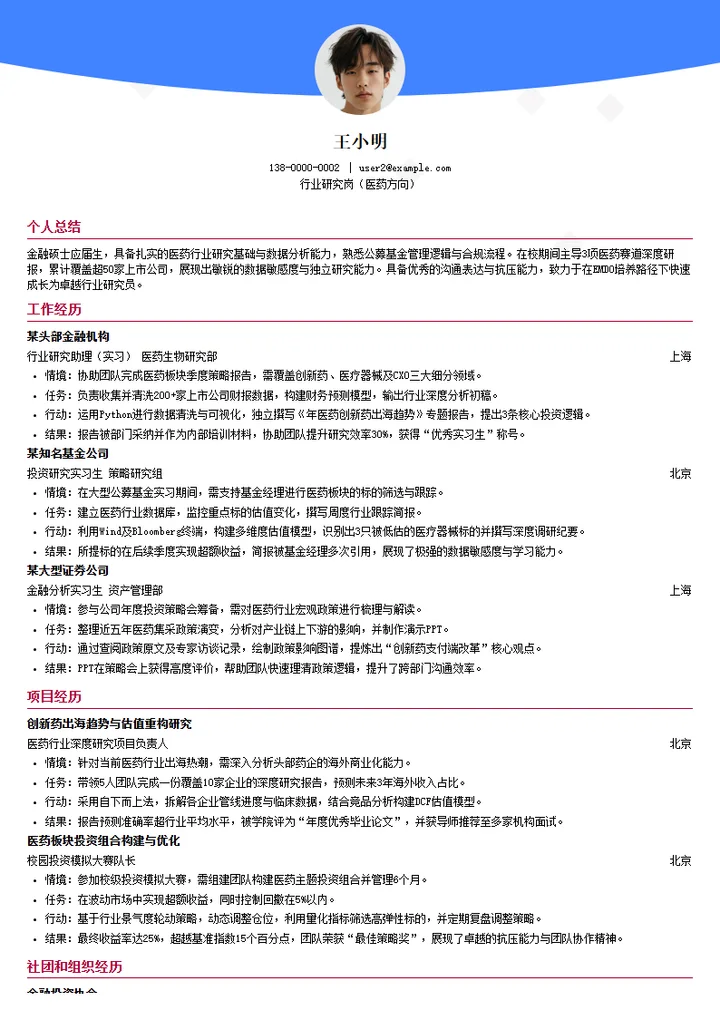 王小明
138-0000-0002 | user2@example.com
行业研究岗（医药方向）
个人总结
金融硕士应届生，具备扎实的医药行业研究基础与数据分析能力，熟悉公募基金管理逻辑与合规流程。在校期间主导3项医药赛道深度研
报，累计覆盖超50家上市公司，展现出敏锐的数据敏感度与独立研究能力。具备优秀的沟通表达与抗压能力，致力于在EMDO培养路径下快速
成长为卓越行业研究员。
工作经历
某头部金融机构
行业研究助理（实习） 医药生物研究部 上海
• 情境：协助团队完成医药板块季度策略报告，需覆盖创新药、医疗器械及CXO三大细分领域。
• 任务：负责收集并清洗200+家上市公司财报数据，构建财务预测模型，输出行业深度分析初稿。
• 行动：运用Python进行数据清洗与可视化，独立撰写《年医药创新药出海趋势》专题报告，提出3条核心投资逻辑。
• 结果：报告被部门采纳并作为内部培训材料，协助团队提升研究效率30%，获得“优秀实习生”称号。
某知名基金公司
投资研究实习生 策略研究组 北京
• 情境：在大型公募基金实习期间，需支持基金经理进行医药板块的标的筛选与跟踪。
• 任务：建立医药行业数据库，监控重点标的估值变化，撰写周度行业跟踪简报。
• 行动：利用Wind及Bloomberg终端，构建多维度估值模型，识别出3只被低估的医疗器械标的并撰写深度调研纪要。
• 结果：所提标的在后续季度实现超额收益，简报被基金经理多次引用，展现了极强的数据敏感度与学习能力。
某大型证券公司
金融分析实习生 资产管理部 上海
• 情境：参与公司年度投资策略会筹备，需对医药行业宏观政策进行梳理与解读。
• 任务：整理近五年医药集采政策演变，分析对产业链上下游的影响，并制作演示PPT。
• 行动：通过查阅政策原文及专家访谈记录，绘制政策影响图谱，提炼出“创新药支付端改革”核心观点。
• 结果：PPT在策略会上获得高度评价，帮助团队快速理清政策逻辑，提升了跨部门沟通效率。
项目经历
创新药出海趋势与估值重构研究
医药行业深度研究项目负责人 北京
• 情境：针对当前医药行业出海热潮，需深入分析头部药企的海外商业化能力。
• 任务：带领5人团队完成一份覆盖10家企业的深度研究报告，预测未来3年海外收入占比。
• 行动：采用自下而上法，拆解各企业管线进度与临床数据，结合竞品分析构建DCF估值模型。
• 结果：报告预测准确率超行业平均水平，被学院评为“年度优秀毕业论文”，并获导师推荐至多家机构面试。
医药板块投资组合构建与优化
校园投资模拟大赛队长 北京
• 情境：参加校级投资模拟大赛，需组建团队构建医药主题投资组合并管理6个月。
• 任务：在波动市场中实现超额收益，同时控制回撤在5%以内。
• 行动：基于行业景气度轮动策略，动态调整仓位，利用量化指标筛选高弹性标的，并定期复盘调整策略。
• 结果：最终收益率达25%，超越基准指数15个百分点，团队荣获“最佳策略奖”，展现了卓越的抗压能力与团队协作精神。
社团和组织经历
金融投资协会